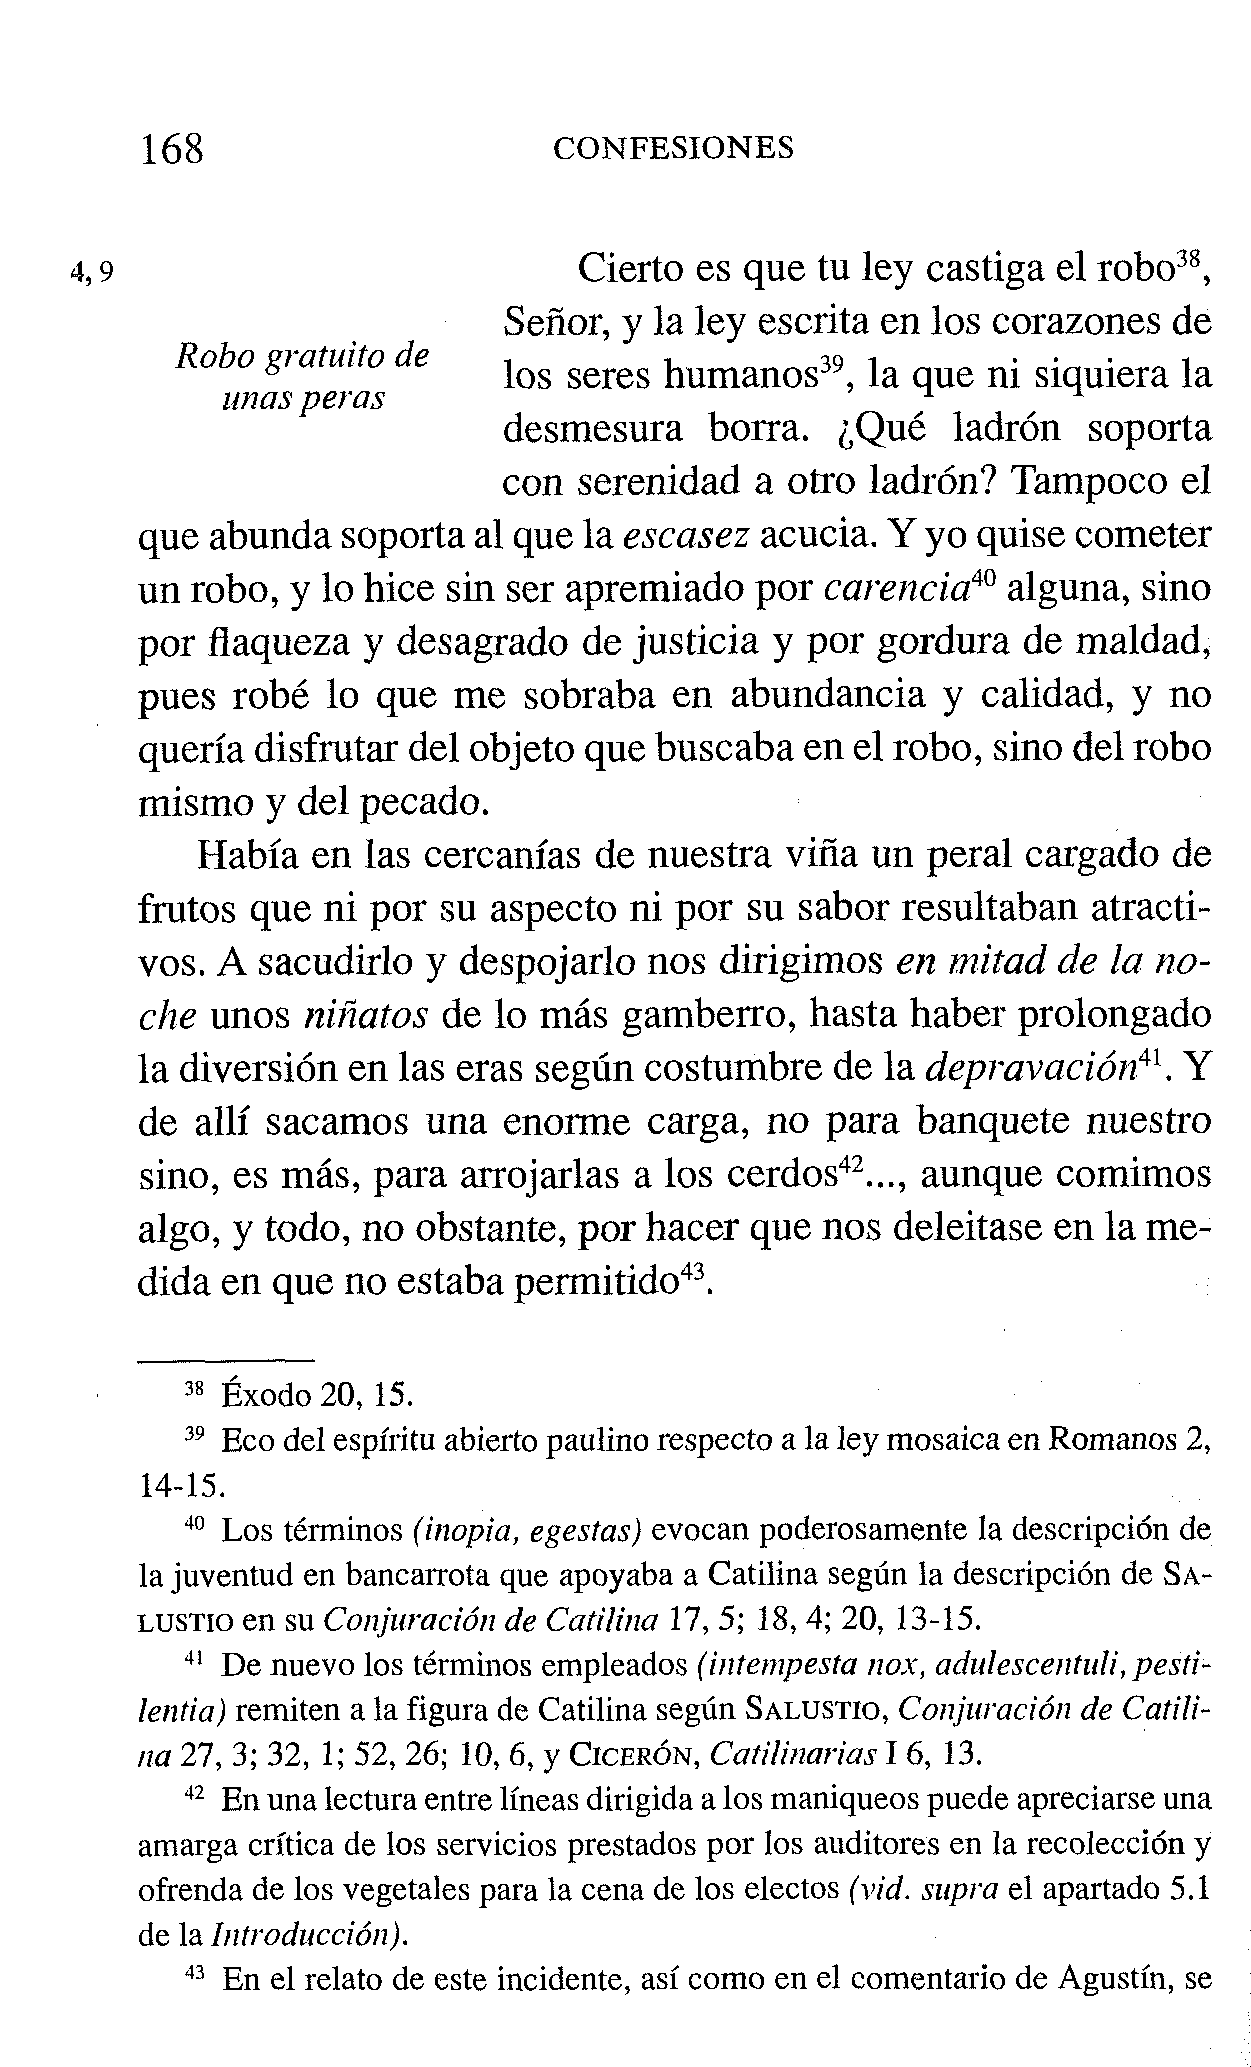 168 CONFESIONES
4, 9
Robo gratuito de
unas peras
Cierto es que tu ley castiga el robo³⁸,
Señor, y la ley escrita en los corazones de
los seres humanos³⁹, la que ni siquiera la
desmesura borra. ¿Qué ladrón soporta
con serenidad a otro ladrón? Tampoco el
que abunda soporta al que la escasez acucia. Y yo quise cometer
un robo, y lo hice sin ser apremiado por carencia⁴⁰ alguna, sino
por flaqueza y desagrado de justicia y por gordura de maldad,
pues robé lo que me sobraba en abundancia y calidad, y no
quería disfrutar del objeto que buscaba en el robo, sino del robo
mismo y del pecado.
Había en las cercanías de nuestra viña un peral cargado de
frutos que ni por su aspecto ni por su sabor resultaban atracti-
vos. A sacudirlo y despojarlo nos dirigimos en mitad de la no-
che unos niñatos de lo más gamberro, hasta haber prolongado
la diversión en las eras según costumbre de la depravación⁴¹. Y
de allí sacamos una enorme carga, no para banquete nuestro
sino, es más, para arrojarlas a los cerdos⁴²..., aunque comimos
algo, y todo, no obstante, por hacer que nos deleitase en la me-
dida en que no estaba permitido⁴³.
³⁸ Éxodo 20, 15.
³⁹ Eco del espíritu abierto paulino respecto a la ley mosaica en Romanos 2,
14-15.
⁴⁰ Los términos (inopia, egestas) evocan poderosamente la descripción de
la juventud en bancarrota que apoyaba a Catilina según la descripción de SA-
LUSTIO en su Conjuración de Catilina 17, 5; 18, 4; 20, 13-15.
⁴¹ De nuevo los términos empleados (intempesta nox, adulescentuli, pesti-
lentia) remiten a la figura de Catilina según SALUSTIO, Conjuración de Catili-
na 27, 3; 32, 1; 52, 26; 10, 6, y CICERÓN, Catilinarias I 6, 13.
⁴² En una lectura entre líneas dirigida a los maniqueos puede apreciarse una
amarga crítica de los servicios prestados por los auditores en la recolección y
ofrenda de los vegetales para la cena de los electos (vid. supra el apartado 5.1
de la Introducción).
⁴³ En el relato de este incidente, así como en el comentario de Agustín, se